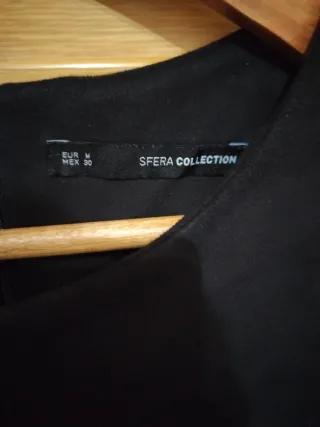 EUR M
MEX 30
SFERA COLLECTION